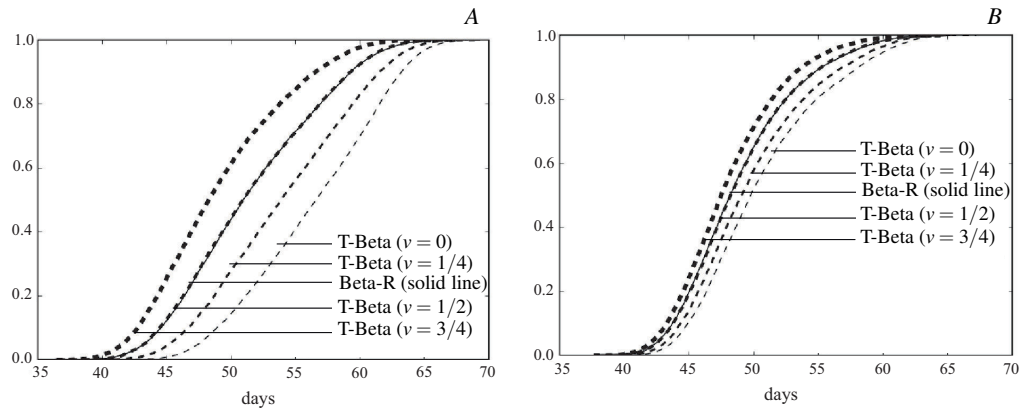 A
1.0
0.8
0.6
0.4
0.2
0.0
T-Beta (v = 0)
T-Beta (v = 1/4)
Beta-R (solid line)
T-Beta (v = 1/2)
T-Beta (v = 3/4)
35 40 45 50 55 60 65 70
days
B
1.0
0.8
0.6
0.4
0.2
0.0
T-Beta (v = 0)
T-Beta (v = 1/4)
Beta-R (solid line)
T-Beta (v = 1/2)
T-Beta (v = 3/4)
35 40 45 50 55 60 65 70
days